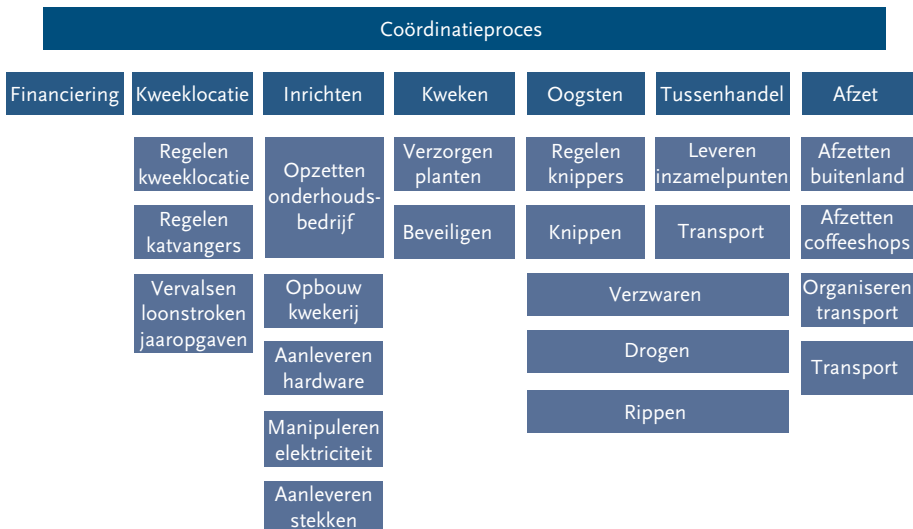 Coördinatieproces
Financiering
Kweeklocatie
Inrichten
Kweken
Oogsten
Tussenhandel
Afzet
Regelen
kweeklocatie
Regelen
katvangers
Vervalsen
loonstroken
jaaropgaven
Opzetten
onderhouds-
bedrijf
Opbouw
kwekerij
Aanleveren
hardware
Manipuleren
elektriciteit
Aanleveren
stekken
Verzorgen
planten
Beveiligen
Regelen
knippers
Knippen
Leveren
inzamelpunten
Transport
Verzwaren
Drogen
Rippen
Afzetten
buitenland
Afzetten
coffeeshops
Organiseren
transport
Transport